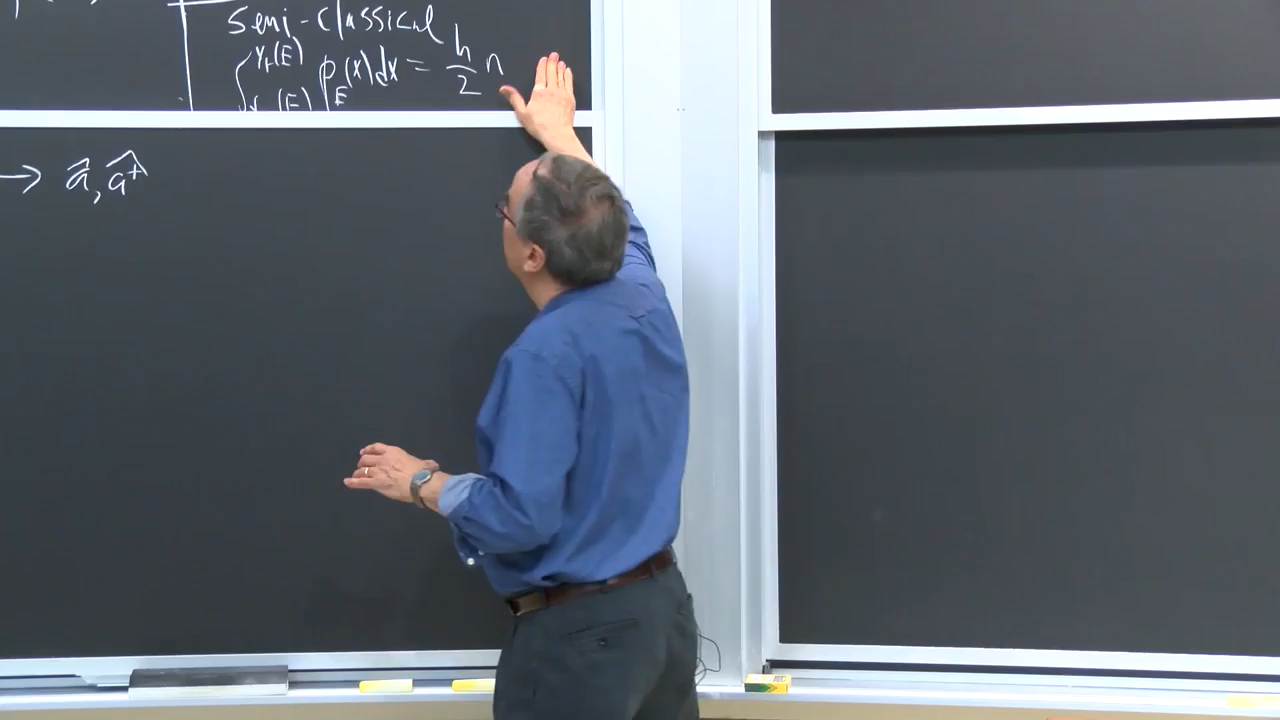 Semi-classical
∫ x₊(E) p_E(x)dx = h/2 n
(E)
→ â, â⁺